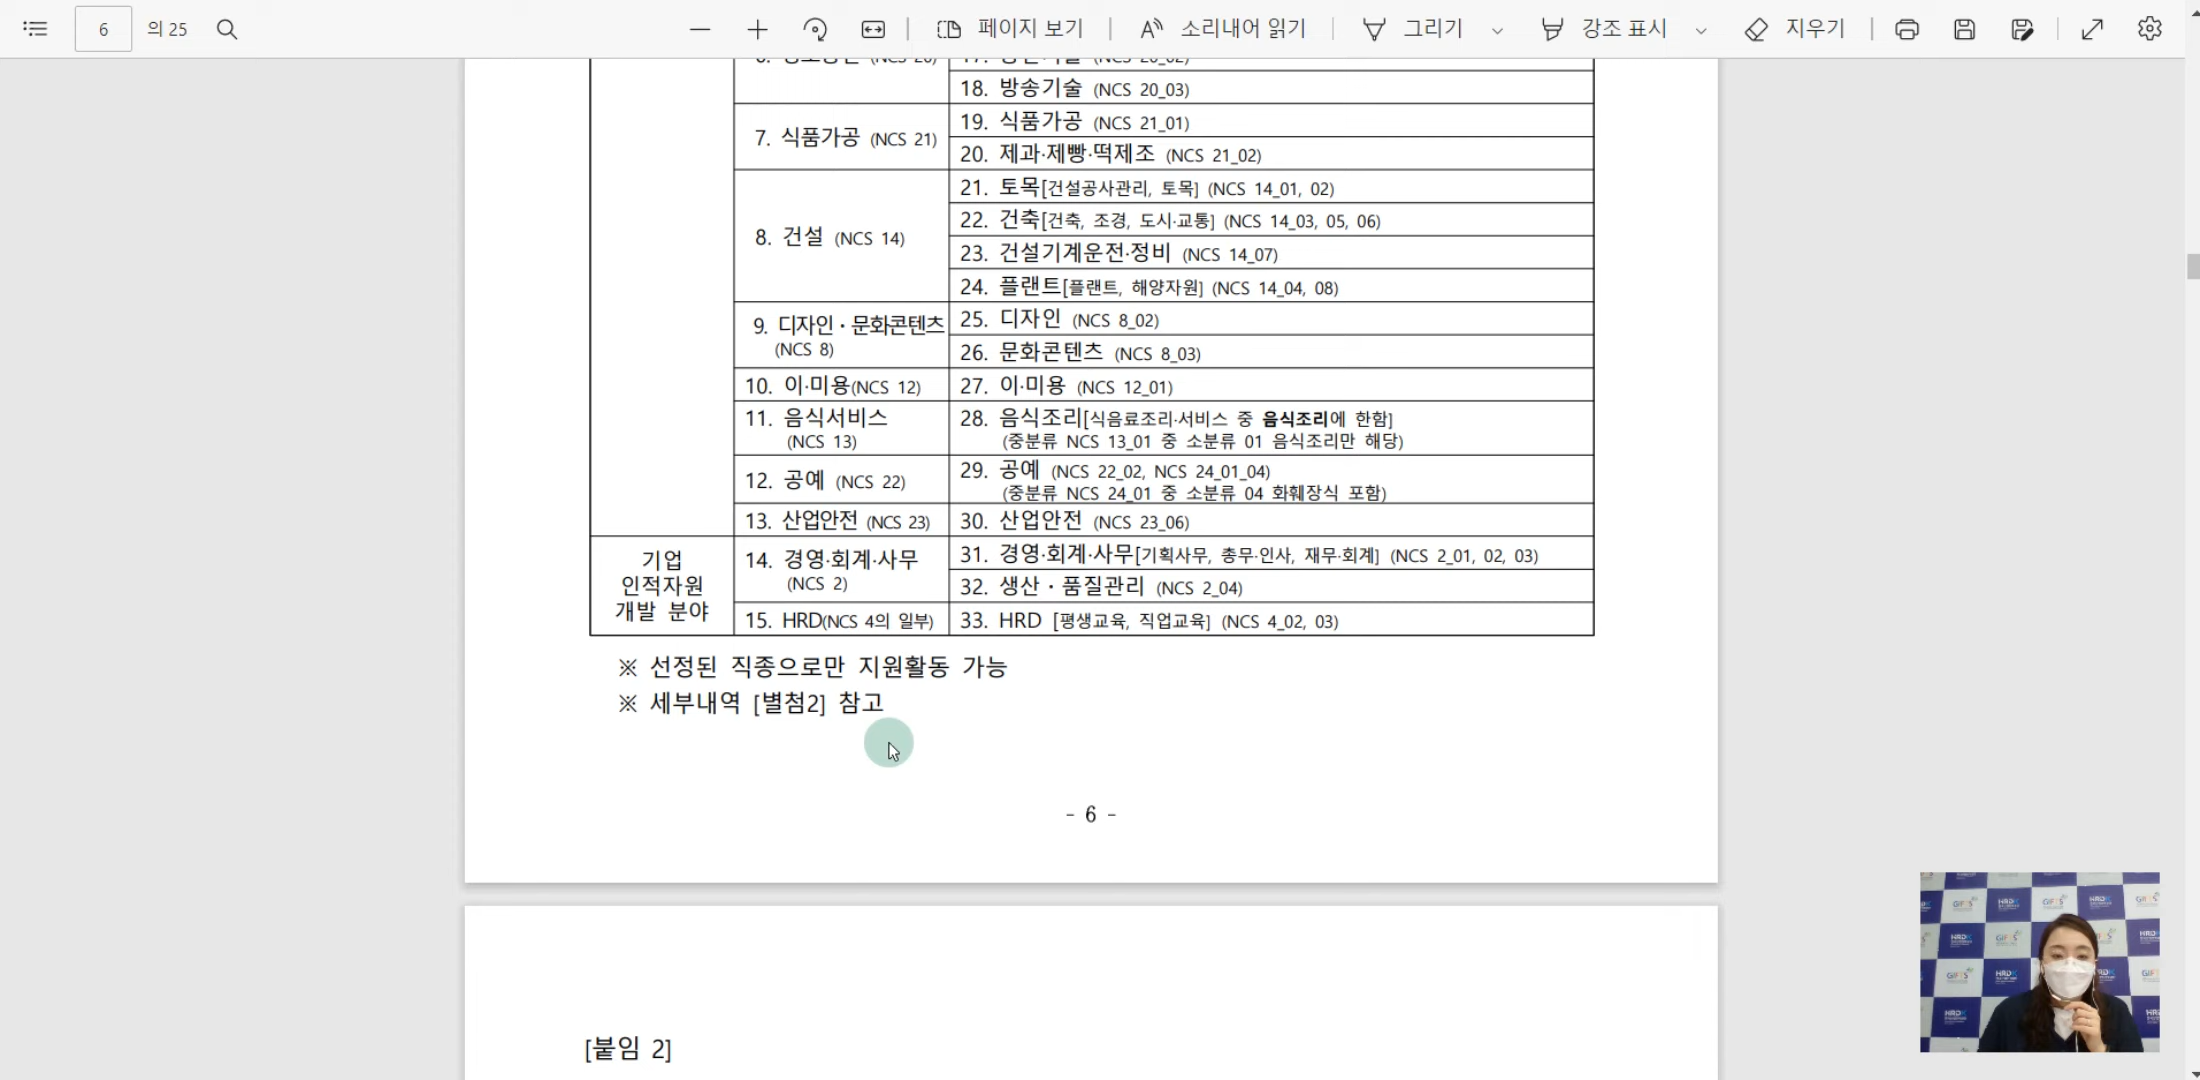 6 의 25 페이지 보기 소리내어 읽기 그리기 강조 표시 지우기
18. 방송기술 (NCS 20_03)
7. 식품가공 (NCS 21)
19. 식품가공 (NCS 21_01)
20. 제과·제빵·떡제조 (NCS 21_02)
8. 건설 (NCS 14)
21. 토목[건설공사관리, 토목] (NCS 14_01, 02)
22. 건축[건축, 조경, 도시·교통] (NCS 14_03, 05, 06)
23. 건설기계운전·정비 (NCS 14_07)
24. 플랜트[플랜트, 해양자원] (NCS 14_04, 08)
9. 디자인・문화콘텐츠
(NCS 8)
25. 디자인 (NCS 8_02)
26. 문화콘텐츠 (NCS 8_03)
10. 이·미용(NCS 12)
27. 이·미용 (NCS 12_01)
11. 음식서비스
(NCS 13)
28. 음식조리[식음료조리·서비스 중 음식조리에 한함]
(중분류 NCS 13_01 중 소분류 01 음식조리만 해당)
12. 공예 (NCS 22)
29. 공예 (NCS 22_02, NCS 24_01_04)
(중분류 NCS 24_01 중 소분류 04 화훼장식 포함)
13. 산업안전 (NCS 23)
30. 산업안전 (NCS 23_06)
기업
인적자원
개발 분야
14. 경영·회계·사무
(NCS 2)
31. 경영·회계·사무[기획사무, 총무·인사, 재무·회계] (NCS 2_01, 02, 03)
32. 생산・품질관리 (NCS 2_04)
15. HRD(NCS 4의 일부)
33. HRD [평생교육, 직업교육] (NCS 4_02, 03)
※ 선정된 직종으로만 지원활동 가능
※ 세부내역 [별첨2] 참고
- 6 -
[붙임 2]